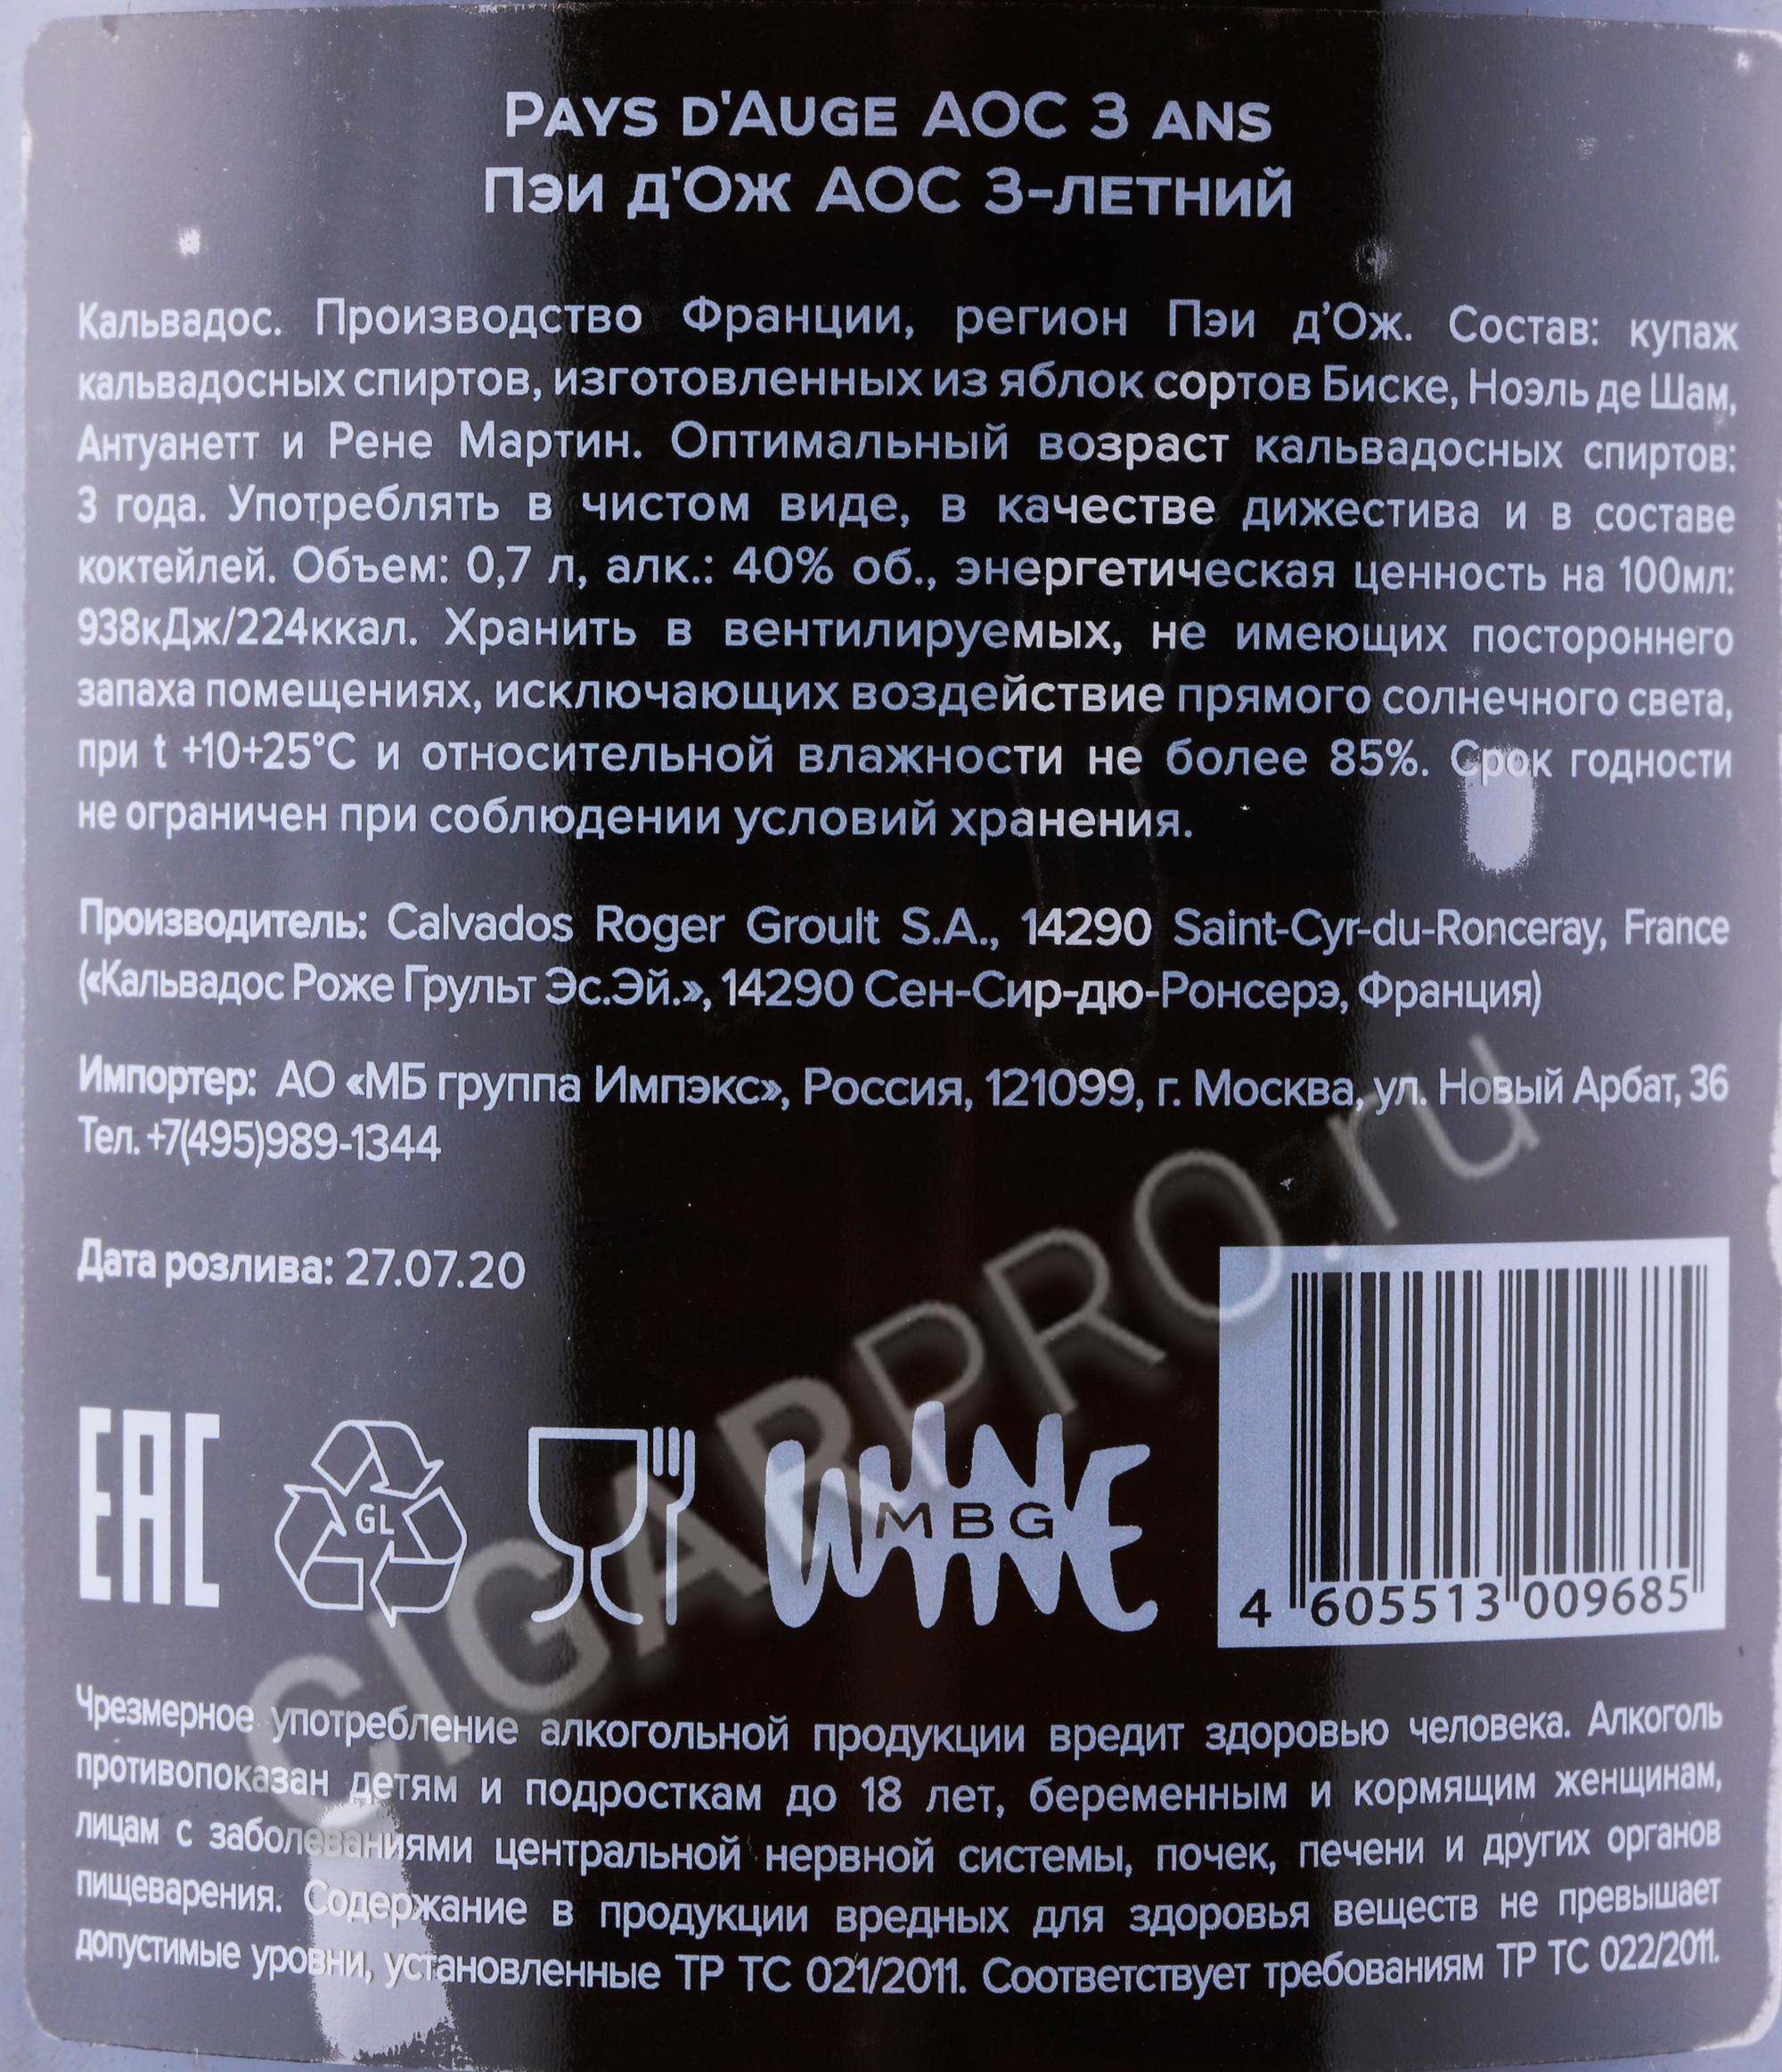 PAYS D'AUGE AOC 3 ANS
ПЭИ Д'ОЖ АОС 3-ЛЕТНИЙ
Кальвадос. Производство Франции, регион Пэи д’Ож. Состав: купаж
кальвадосных спиртов, изготовленных из яблок сортов Биске, Ноэль де Шам,
Антуанетт и Рене Мартин. Оптимальный возраст кальвадосных спиртов:
3 года. Употреблять в чистом виде, в качестве дижестива и в составе
коктейлей. Объем: 0,7 л, алк.: 40% об., энергетическая ценность на 100мл:
938кДж/224ккал. Хранить в вентилируемых, не имеющих постороннего
запаха помещениях, исключающих воздействие прямого солнечного света,
при t +10+25°C и относительной влажности не более 85%. Срок годности
не ограничен при соблюдении условий хранения.
Производитель: Calvados Roger Groult S.A., 14290 Saint-Cyr-du-Ronceray, France
(«Кальвадос Роже Грульт Эс.Эй.», 14290 Сен-Сир-дю-Ронсерэ, Франция)
Импортер: АО «МБ группа Импэкс», Россия, 121099, г. Москва, ул. Новый Арбат, 36
Тел. +7(495)989-1344
Дата розлива: 27.07.20
EAC
GL
WINE
MBG
4 605513 009685
CIGARPRO.ru
Чрезмерное употребление алкогольной продукции вредит здоровью человека. Алкоголь
противопоказан детям и подросткам до 18 лет, беременным и кормящим женщинам,
лицам с заболеваниями центральной нервной системы, почек, печени и других органов
пищеварения. Содержание в продукции вредных для здоровья веществ не превышает
допустимые уровни, установленные ТР ТС 021/2011. Соответствует требованиям ТР ТС 022/2011.